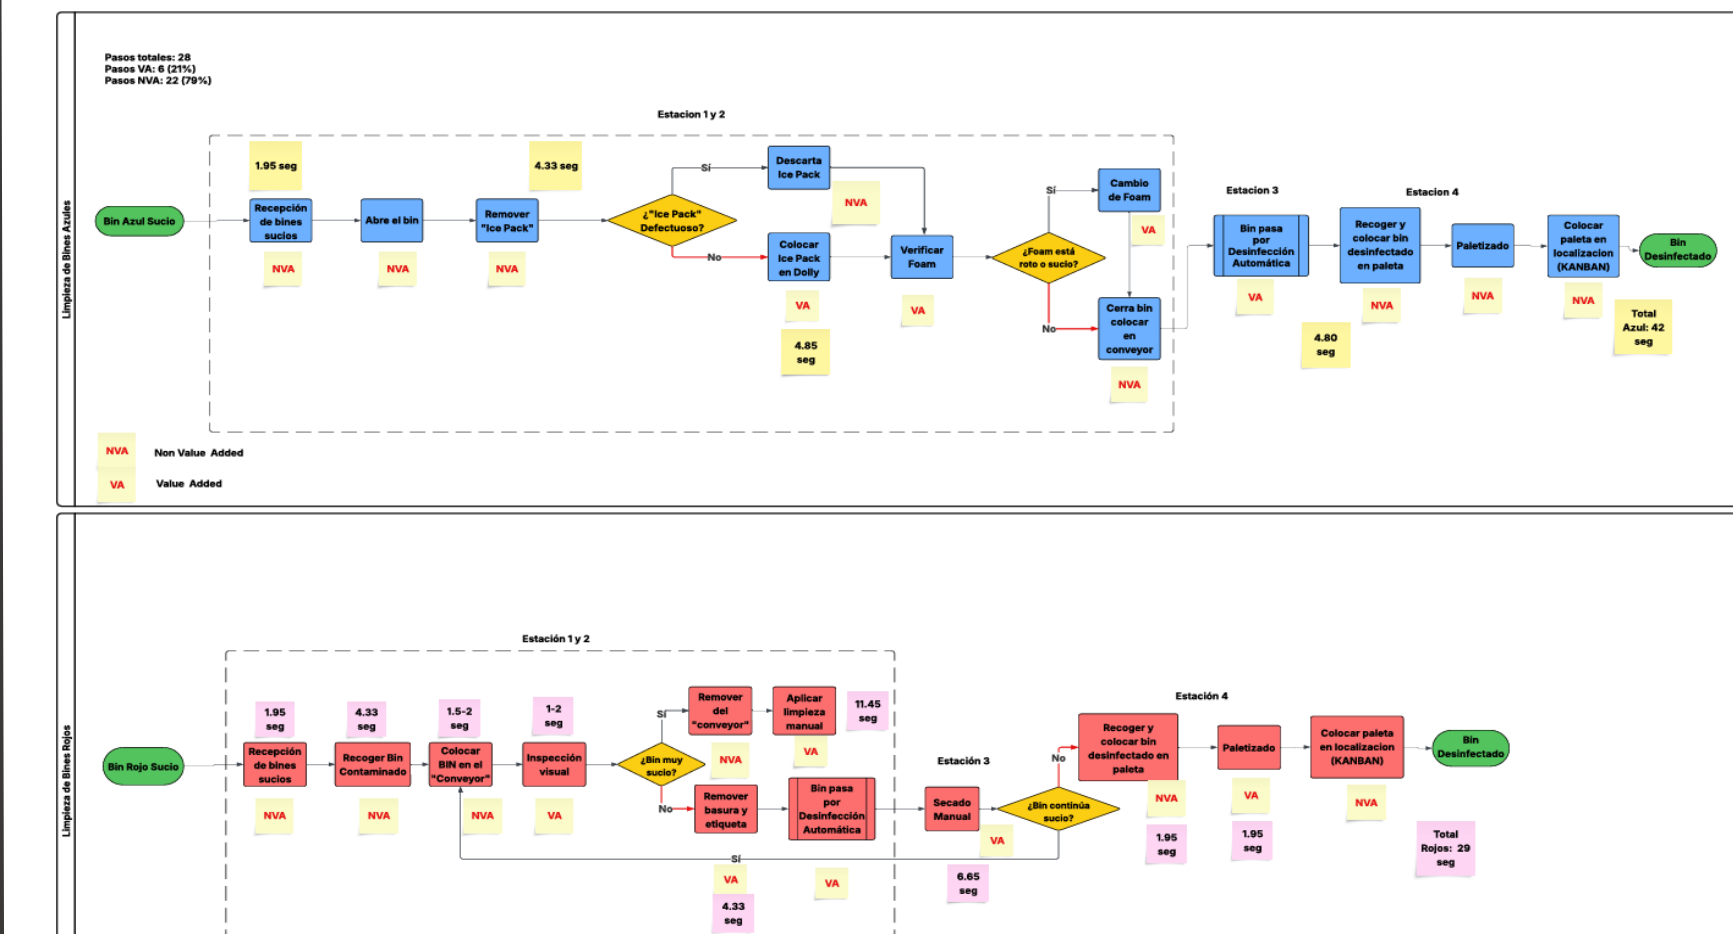 Pasos totales: 28
Pasos VA: 6 (21%)
Pasos NVA: 22 (79%)
Limpieza de Bines Azules
Estacion 1 y 2
1.95 seg
4.33 seg
Bin Azul Sucio
Recepción
de bines
sucios
NVA
Abre el bin
NVA
Remover
"Ice Pack"
NVA
¿"Ice Pack"
Defectuoso?
Sí
No
Descarta
Ice Pack
NVA
Colocar
Ice Pack
en Dolly
VA
4.85
seg
Verificar
Foam
VA
¿Foam está
roto o sucio?
Sí
No
Cambio
de Foam
VA
Cerra bin
colocar
en
conveyor
NVA
Estacion 3
Bin pasa
por
Desinfección
Automática
VA
Estacion 4
Recoger y
colocar bin
desinfectado
en paleta
NVA
4.80
seg
Paletizado
NVA
Colocar
paleta en
localizacion
(KANBAN)
NVA
Bin
Desinfectado
Total
Azul: 42
seg
NVA
Non Value Added
VA
Value Added
Limpieza de Bines Rojos
Estación 1 y 2
Bin Rojo Sucio
1.95
seg
Recepción
de bines
sucios
NVA
4.33
seg
Recoger Bin
Contaminado
NVA
1.5-2
seg
Colocar
BIN en el
"Conveyor"
NVA
1-2
seg
Inspección
visual
VA
¿Bin muy
sucio?
Sí
No
Remover
del
"conveyor"
NVA
Aplicar
limpieza
manual
VA
11.45
seg
Remover
basura y
etiqueta
VA
4.33
seg
Bin pasa
por
Desinfección
Automática
VA
Estación 3
Secado
Manual
VA
6.65
seg
¿Bin continúa
sucio?
Sí
No
Estación 4
Recoger y
colocar bin
desinfectado en
paleta
NVA
1.95
seg
Paletizado
VA
1.95
seg
Colocar paleta
en localizacion
(KANBAN)
NVA
Bin
Desinfectado
Total
Rojos: 29
seg